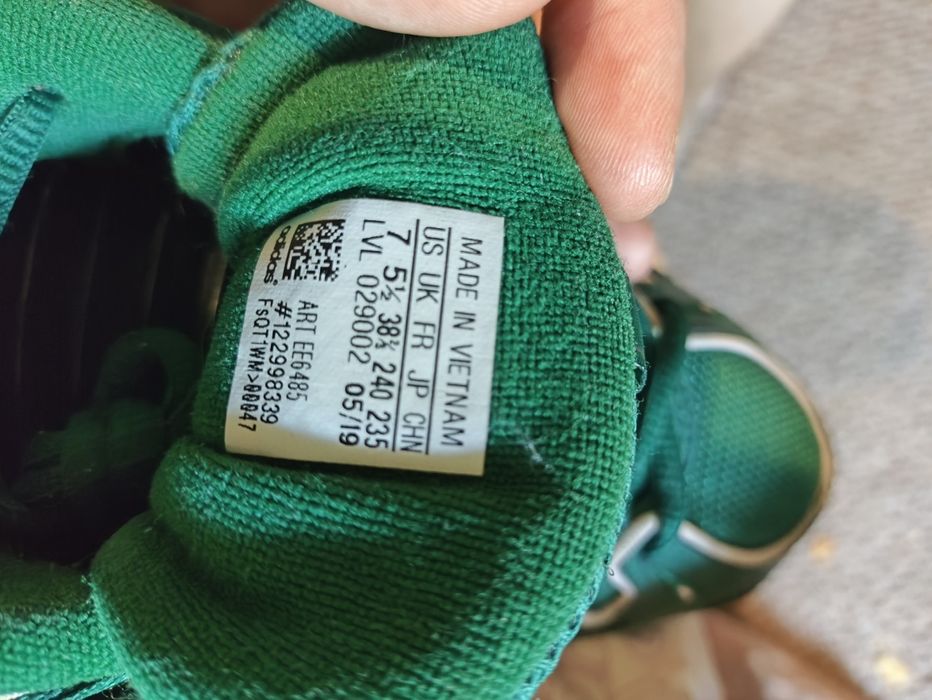 MADE IN VIETNAM
US UK FR JP CHN
7 5½ 38⅔ 240 235
LVL 029002 05/19
ART EE6485
#122998339
FsQT1WM>00047
adidas